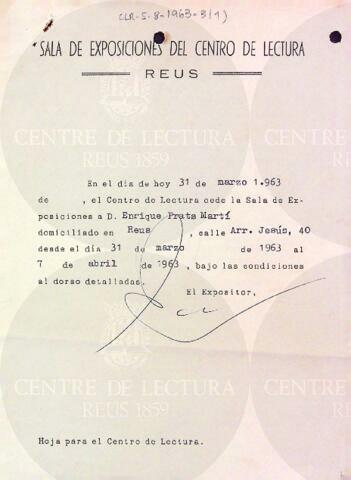 CLR-5-8-1963-3(1)
SALA DE EXPOSICIONES DEL CENTRO DE LECTURA
REUS
CENTRE DE LECTURA
REUS 1859
En el día de hoy 31 de marzo 1.963
de , el Centro de Lectura cede la Sala de Ex-
posiciones a D. Enrique Prats Martí
domiciliado en Reus , calle Arr. Jesús, 40
desde el día 31 de marzo de 1963 al
7 de abril de 1963, bajo las condiciones
al dorso detalladas.
El Expositor,
CENTRE DE LECTURA
REUS 1859
Hoja para el Centro de Lectura.